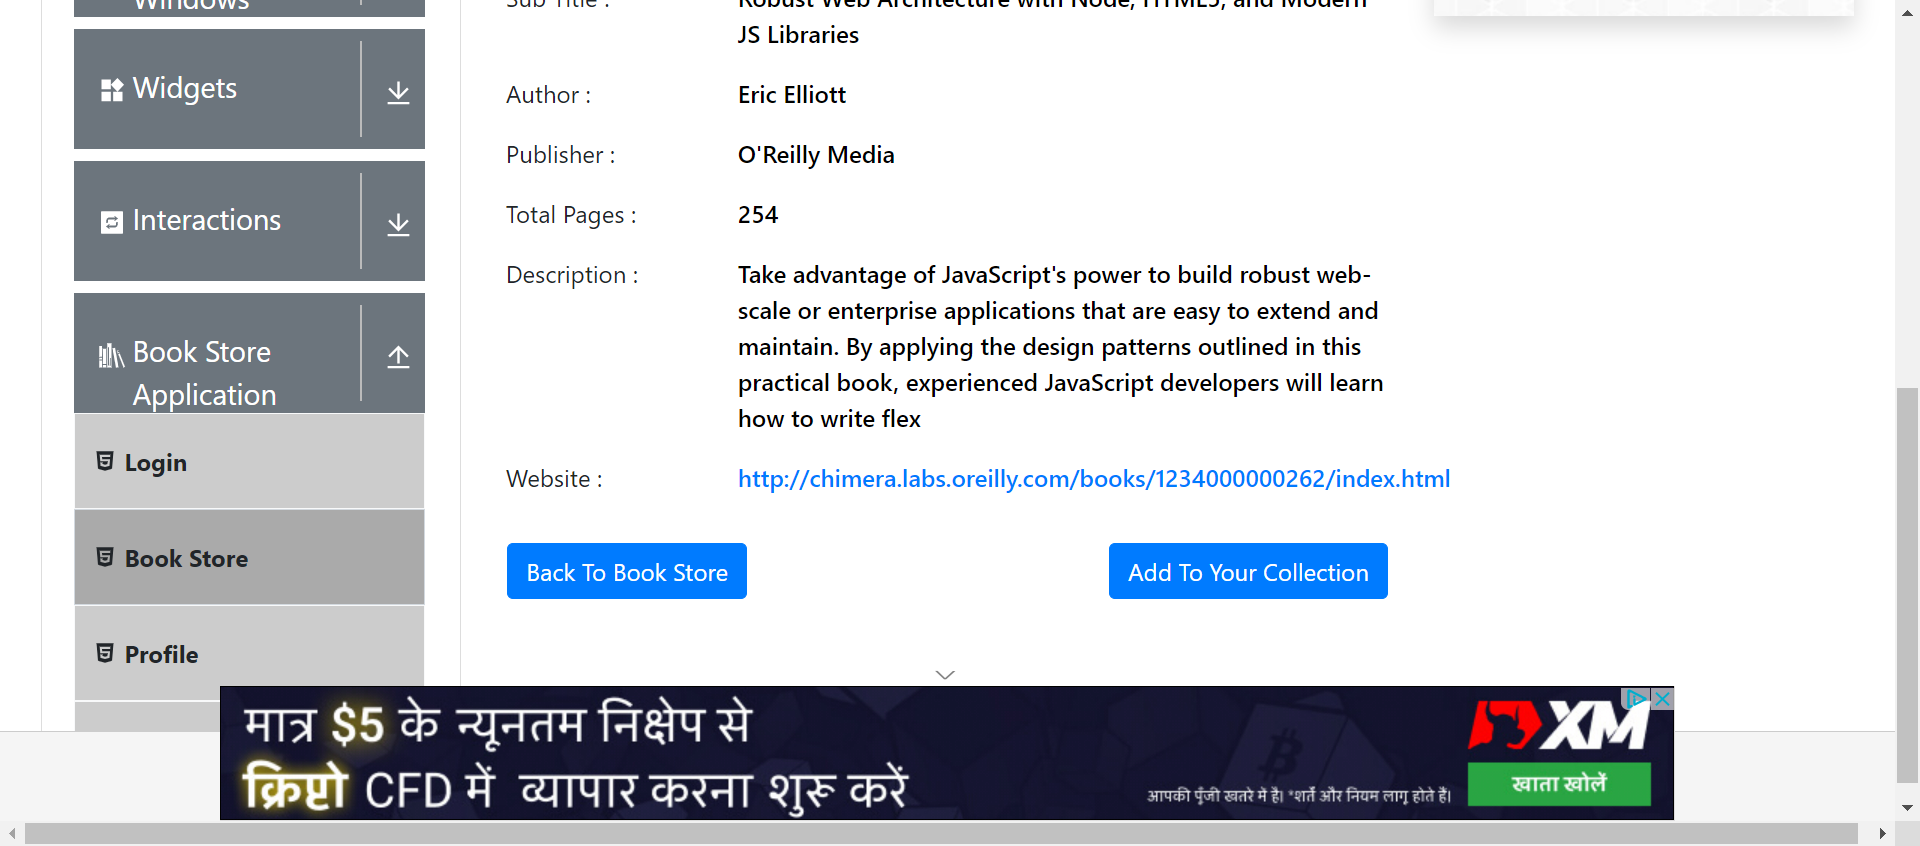 Windows
Widgets
Interactions
Book Store
Application
Login
Book Store
Profile
Sub Title :
Robust Web Architecture with Node, HTML5, and Modern
JS Libraries
Author :
Eric Elliott
Publisher :
O'Reilly Media
Total Pages :
254
Description :
Take advantage of JavaScript's power to build robust web-
scale or enterprise applications that are easy to extend and
maintain. By applying the design patterns outlined in this
practical book, experienced JavaScript developers will learn
how to write flex
Website :
http://chimera.labs.oreilly.com/books/1234000000262/index.html
Back To Book Store
Add To Your Collection
मात्र $5 के न्यूनतम निक्षेप से
क्रिप्टो CFD में व्यापार करना शुरू करें
आपकी पूँजी खतरे में है। *शर्तें और नियम लागू होते हैं।
XM
खाता खोलें